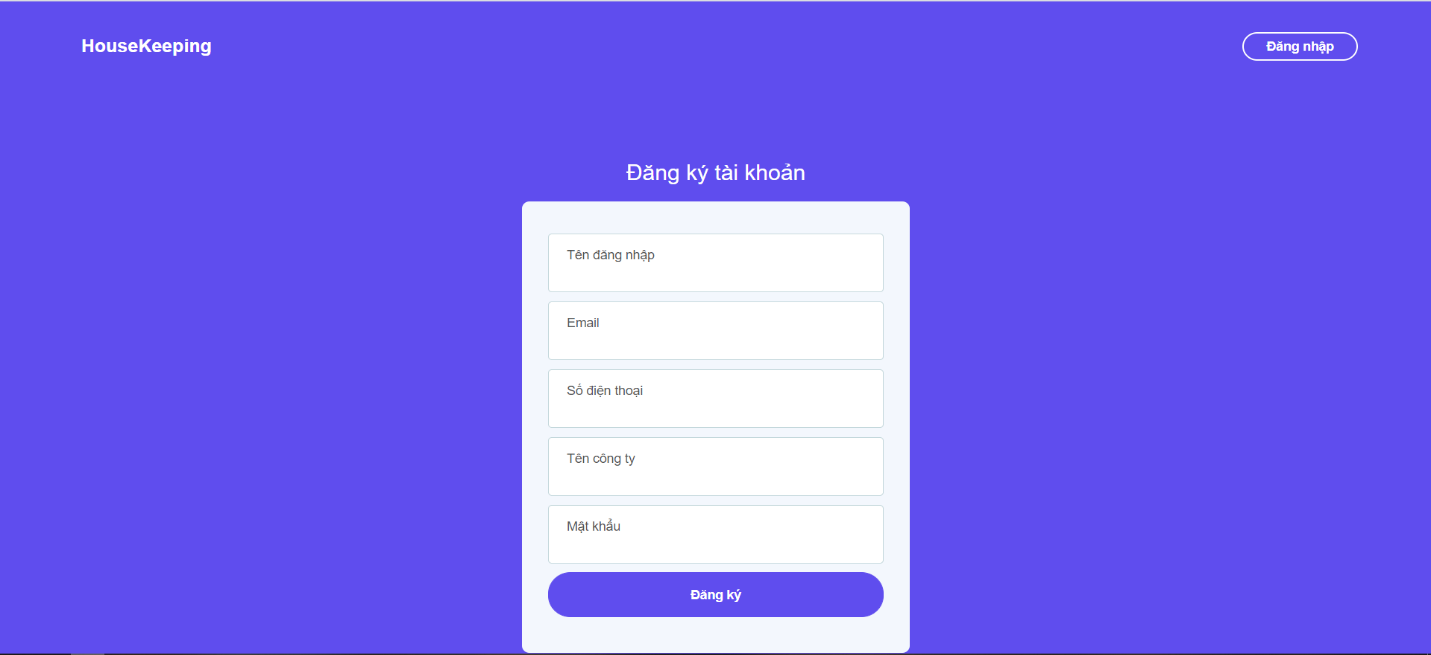 HouseKeeping
Đăng nhập
Đăng ký tài khoản
Tên đăng nhập
Email
Số điện thoại
Tên công ty
Mật khẩu
Đăng ký